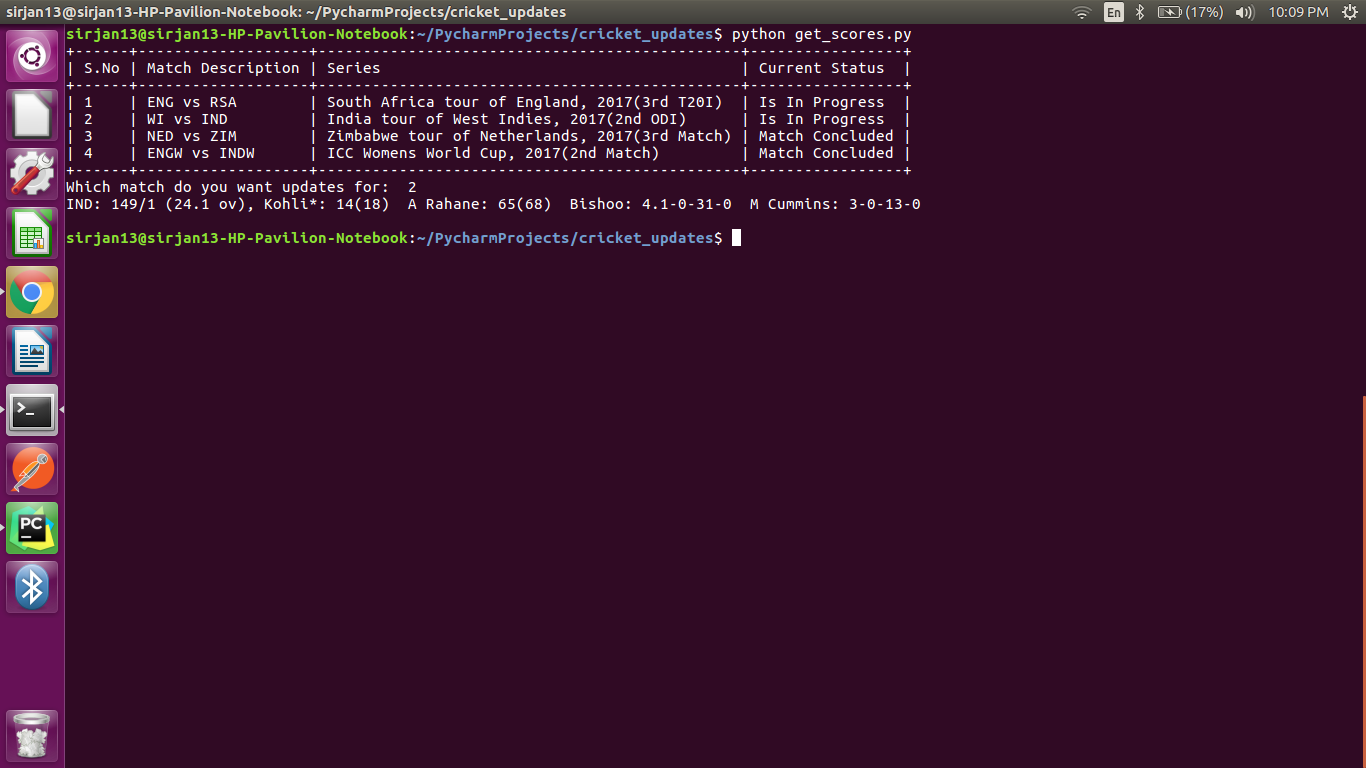 sirjan13@sirjan13-HP-Pavilion-Notebook: ~/PycharmProjects/cricket_updates En (17%) 10:09 PM
sirjan13@sirjan13-HP-Pavilion-Notebook:~/PycharmProjects/cricket_updates$ python get_scores.py
+------+-------------------+-----------------------------------------------+-----------------+
| S.No | Match Description | Series                                        | Current Status  |
+------+-------------------+-----------------------------------------------+-----------------+
| 1    | ENG vs RSA        | South Africa tour of England, 2017(3rd T20I)  | Is In Progress  |
| 2    | WI vs IND         | India tour of West Indies, 2017(2nd ODI)      | Is In Progress  |
| 3    | NED vs ZIM        | Zimbabwe tour of Netherlands, 2017(3rd Match) | Match Concluded |
| 4    | ENGW vs INDW      | ICC Womens World Cup, 2017(2nd Match)         | Match Concluded |
+------+-------------------+-----------------------------------------------+-----------------+
Which match do you want updates for:  2
IND: 149/1 (24.1 ov), Kohli*: 14(18)  A Rahane: 65(68)  Bishoo: 4.1-0-31-0  M Cummins: 3-0-13-0
sirjan13@sirjan13-HP-Pavilion-Notebook:~/PycharmProjects/cricket_updates$
>_
PC